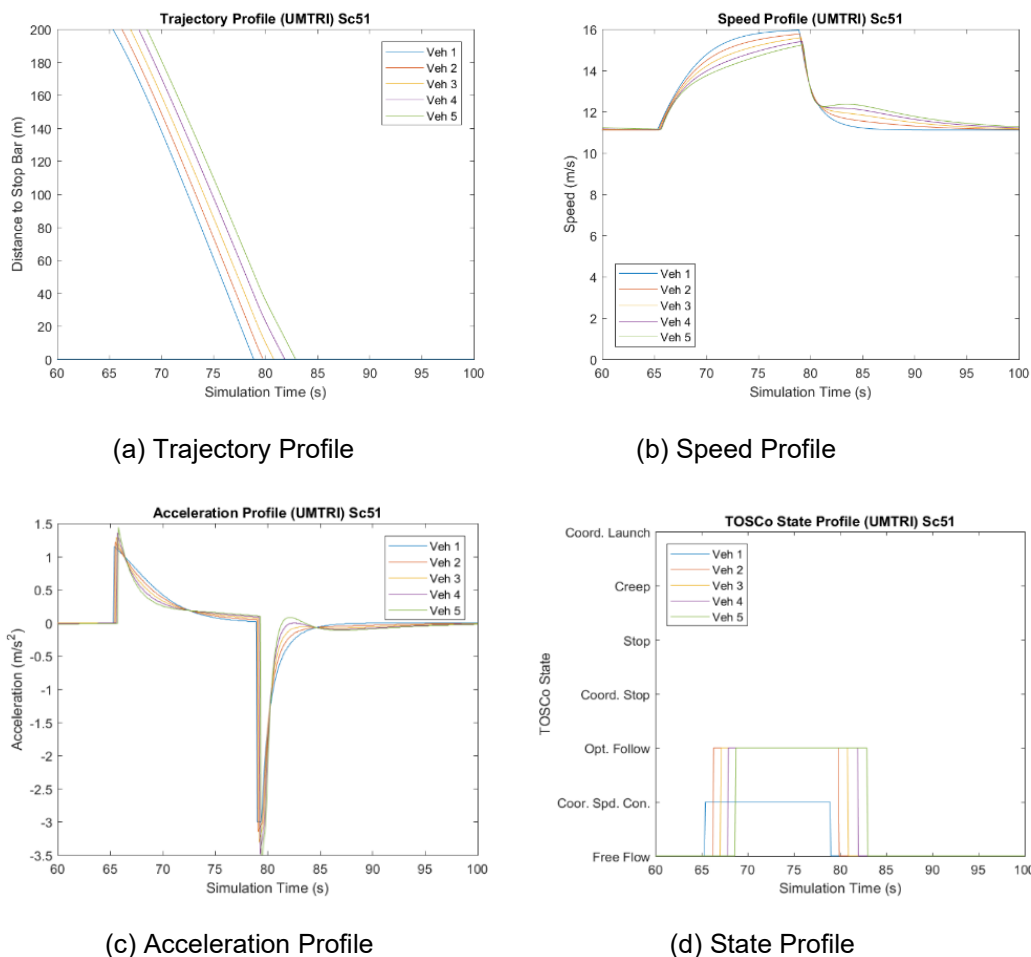 Trajectory Profile (UMTRI) Sc51
Distance to Stop Bar (m)
200
180
160
140
120
100
80
60
40
20
0
Veh 1
Veh 2
Veh 3
Veh 4
Veh 5
60 65 70 75 80 85 90 95 100
Simulation Time (s)
(a) Trajectory Profile
Speed Profile (UMTRI) Sc51
Speed (m/s)
16
14
12
10
8
6
4
2
0
Veh 1
Veh 2
Veh 3
Veh 4
Veh 5
60 65 70 75 80 85 90 95 100
Simulation Time (s)
(b) Speed Profile
Acceleration Profile (UMTRI) Sc51
Acceleration (m/s²)
1.5
1
0.5
0
-0.5
-1
-1.5
-2
-2.5
-3
-3.5
Veh 1
Veh 2
Veh 3
Veh 4
Veh 5
60 65 70 75 80 85 90 95 100
Simulation Time (s)
(c) Acceleration Profile
TOSCo State Profile (UMTRI) Sc51
TOSCo State
Coord. Launch
Creep
Stop
Coord. Stop
Opt. Follow
Coor. Spd. Con.
Free Flow
Veh 1
Veh 2
Veh 3
Veh 4
Veh 5
60 65 70 75 80 85 90 95 100
Simulation Time (s)
(d) State Profile